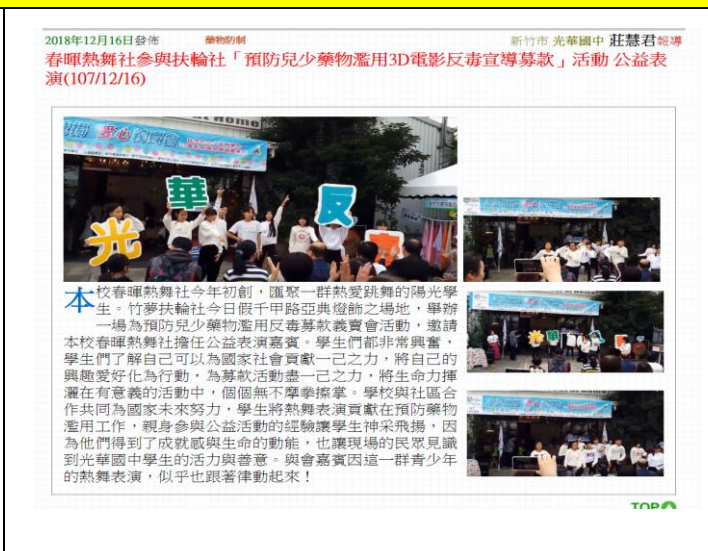 2018年12月16日發佈
藥物防制
新竹市 光華國中 莊慧君報導
春暉熱舞社參與扶輪社「預防兒少藥物濫用3D電影反毒宣導募款」活動 公益表
演(107/12/16)
光 華 反
本校春暉熱舞社今年初創，匯聚一群熱愛跳舞的陽光學
生。竹夢扶輪社今日假千甲路亞典燈飾之場地，舉辦
一場為預防兒少藥物濫用反毒募款義賣會活動，邀請
本校春暉熱舞社擔任公益表演嘉賓。學生們都非常興奮，
學生們了解自己可以為國家社會貢獻一己之力，將自己的
興趣愛好化為行動，為募款活動盡一己之力，將生命力揮
灑在有意義的活動中，個個無不摩拳擦掌。學校與社區合
作共同為國家未來努力，學生將熱舞表演貢獻在預防藥物
濫用工作，親身參與公益活動的經驗讓學生神采飛揚，因
為他們得到了成就感與生命的動能，也讓現場的民眾見識
到光華國中學生的活力與善意。與會嘉賓因這一群青少年
的熱舞表演，似乎也跟著律動起來！
TOP